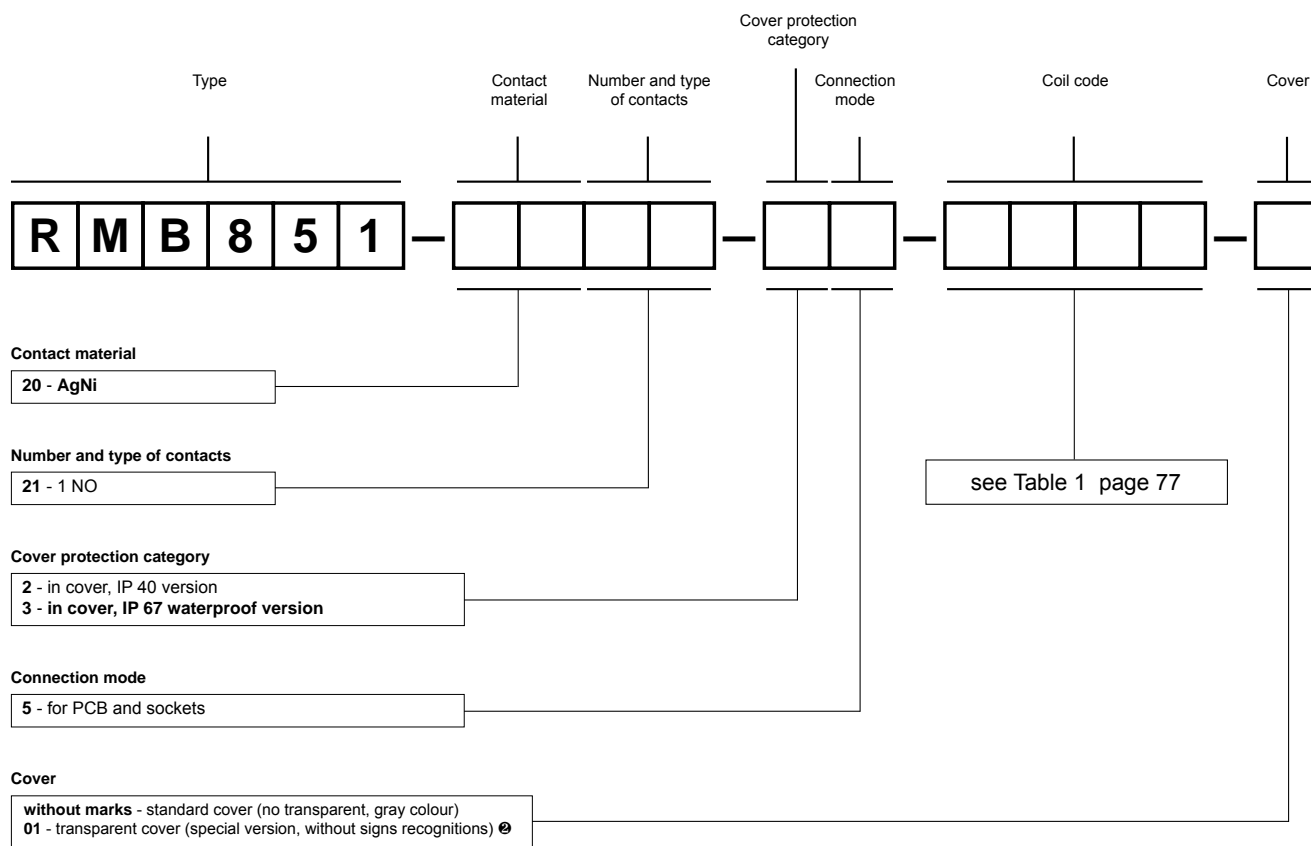 Cover protection
category
Type
Contact
material
Number and type
of contacts
Connection
mode
Coil code
Cover
R M B 8 5 1 – – – –
Contact material
20 - AgNi
Number and type of contacts
21 - 1 NO
see Table 1 page 77
Cover protection category
2 - in cover, IP 40 version
3 - in cover, IP 67 waterproof version
Connection mode
5 - for PCB and sockets
Cover
without marks - standard cover (no transparent, gray colour)
01 - transparent cover (special version, without signs recognitions) ❷